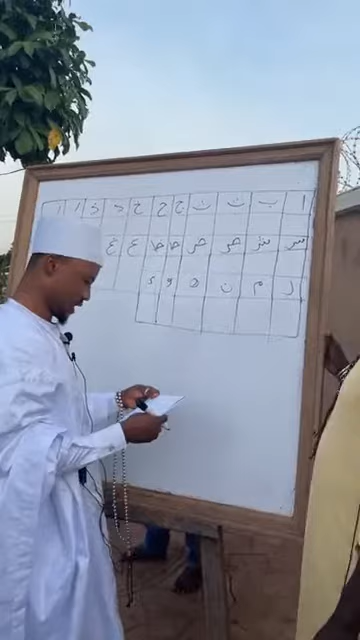 ا ب ت ث ج ح خ د ذ ر ز
س ش ص ض ط ظ ع غ
ل م ن ه و ي